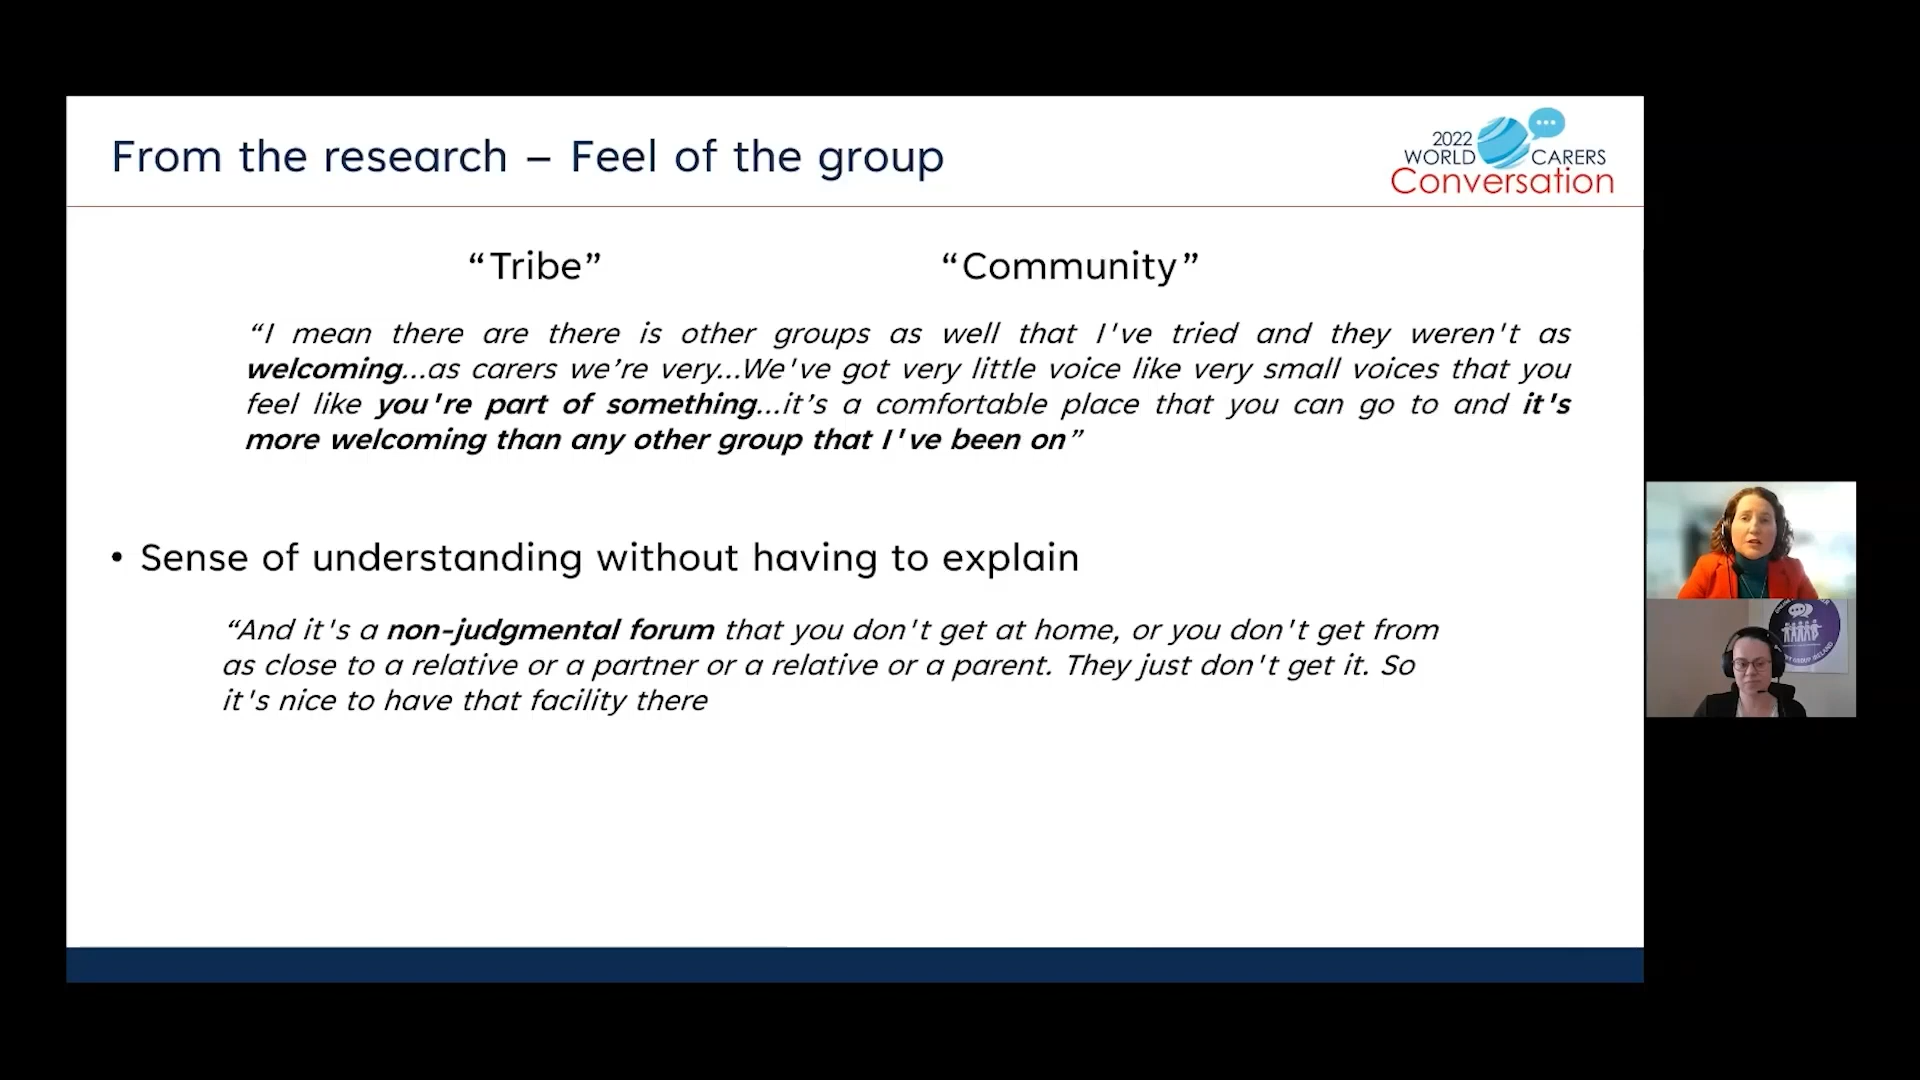 From the research – Feel of the group
2022
WORLD CARERS
Conversation
“Tribe” “Community”
“I mean there are there is other groups as well that I've tried and they weren't as
welcoming...as carers we’re very...We've got very little voice like very small voices that you
feel like you're part of something...it’s a comfortable place that you can go to and it's
more welcoming than any other group that I've been on”
• Sense of understanding without having to explain
“And it's a non-judgmental forum that you don't get at home, or you don't get from
as close to a relative or a partner or a relative or a parent. They just don't get it. So
it's nice to have that facility there
GROUP IRELAND